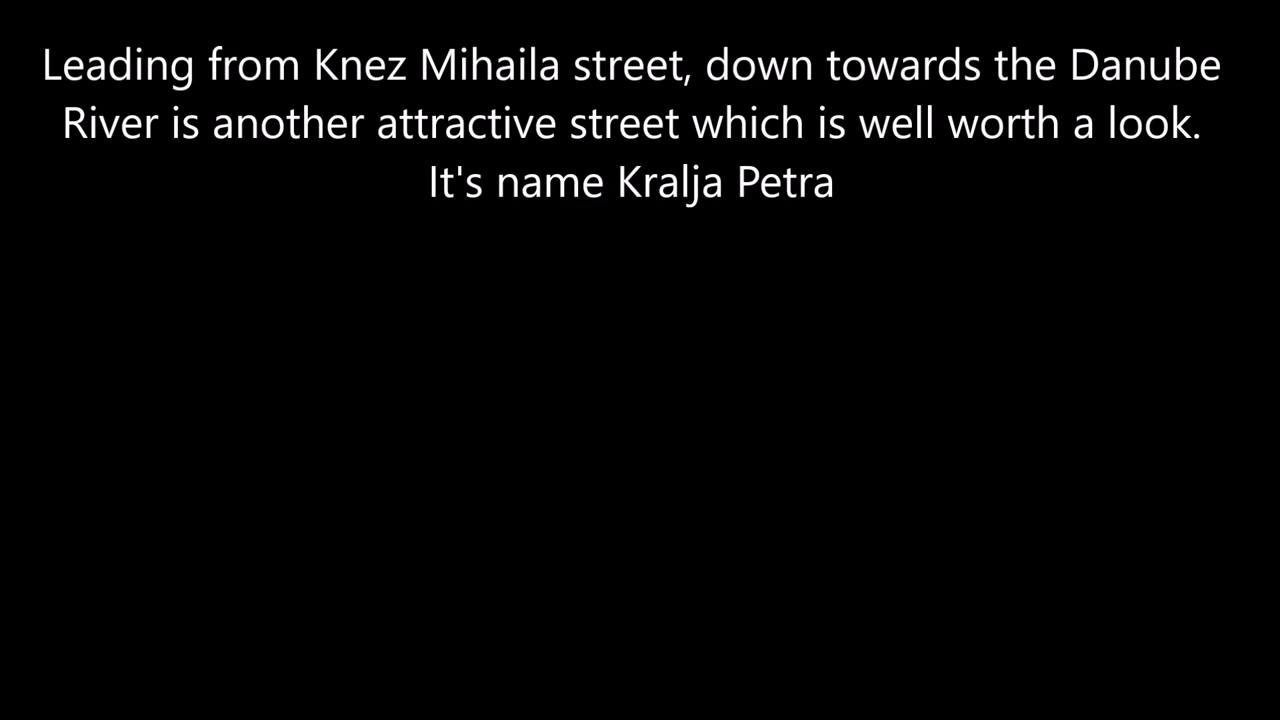 Leading from Knez Mihaila street, down towards the Danube
River is another attractive street which is well worth a look.
It's name Kralja Petra